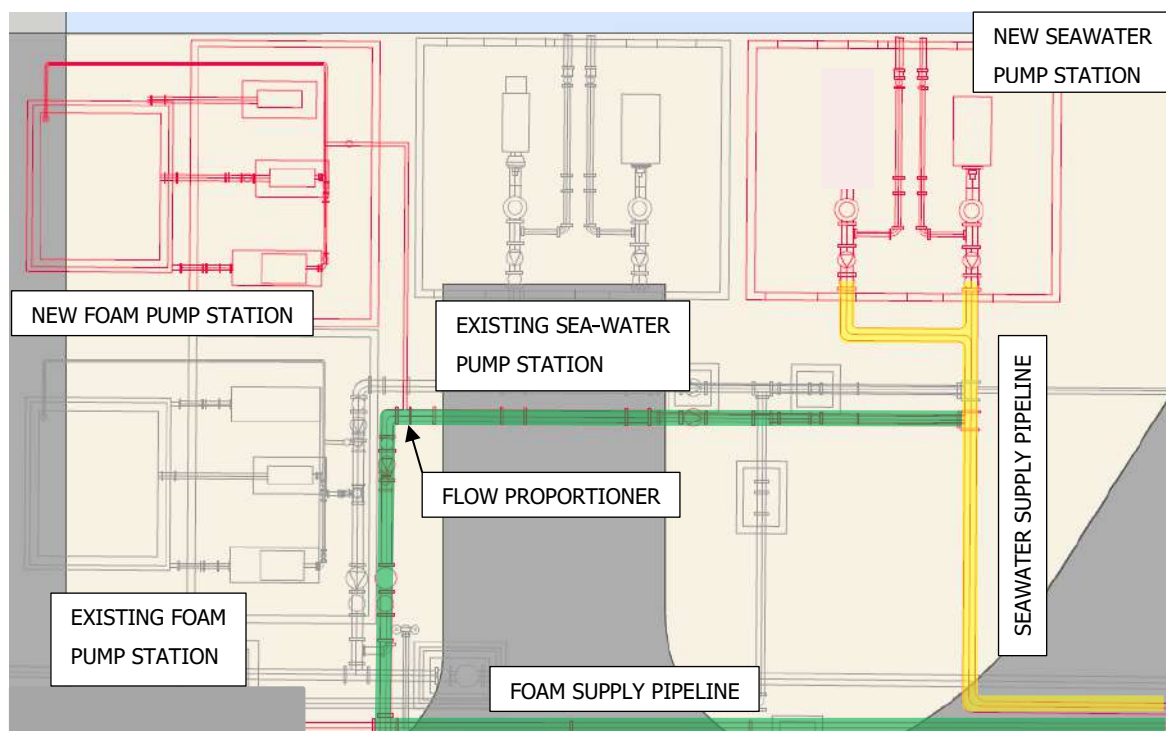 NEW SEAWATER
PUMP STATION
NEW FOAM PUMP STATION
EXISTING SEA-WATER
PUMP STATION
SEAWATER SUPPLY PIPELINE
FLOW PROPORTIONER
EXISTING FOAM
PUMP STATION
FOAM SUPPLY PIPELINE